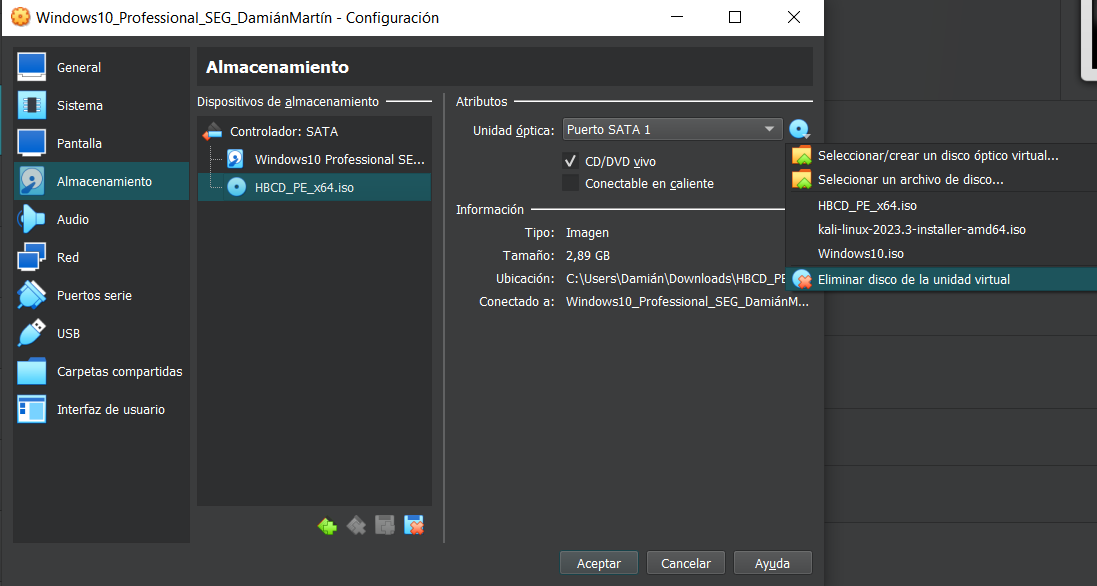 Windows10_Professional_SEG_DamiánMartín - Configuración
General
Sistema
Pantalla
Almacenamiento
Audio
Red
Puertos serie
USB
Carpetas compartidas
Interfaz de usuario
Almacenamiento
Dispositivos de almacenamiento
Controlador: SATA
Windows10 Professional SE...
HBCD_PE_x64.iso
Atributos
Unidad óptica: Puerto SATA 1
CD/DVD vivo
Conectable en caliente
Información
Tipo: Imagen
Tamaño: 2,89 GB
Ubicación: C:\Users\Damián\Downloads\HBCD_PE
Conectado a: Windows10_Professional_SEG_DamiánM...
Seleccionar/crear un disco óptico virtual...
Selecionar un archivo de disco...
HBCD_PE_x64.iso
kali-linux-2023.3-installer-amd64.iso
Windows10.iso
Eliminar disco de la unidad virtual
Aceptar
Cancelar
Ayuda